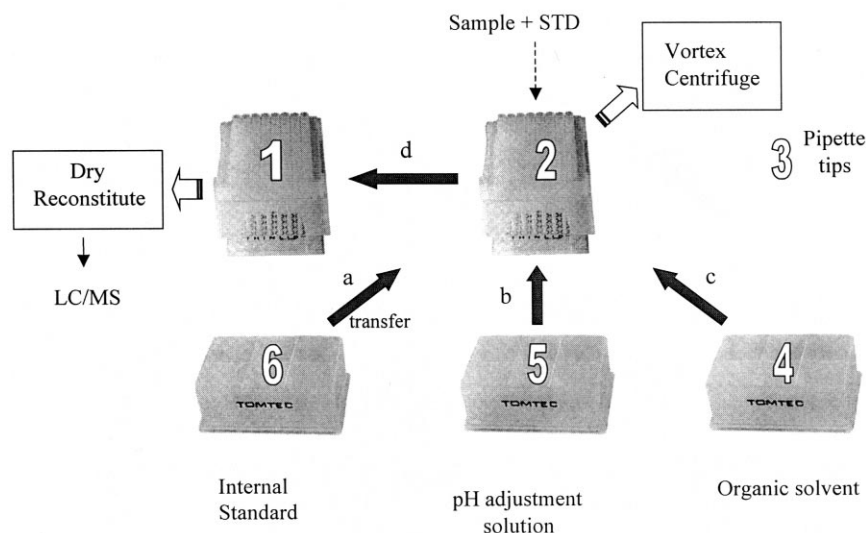 Sample + STD
Vortex
Centrifuge
1
d
2
3
Pipette
tips
Dry
Reconstitute
LC/MS
a
transfer
b
c
6
TOMTEC
5
TOMTEC
4
TOMTEC
Internal
Standard
pH adjustment
solution
Organic solvent